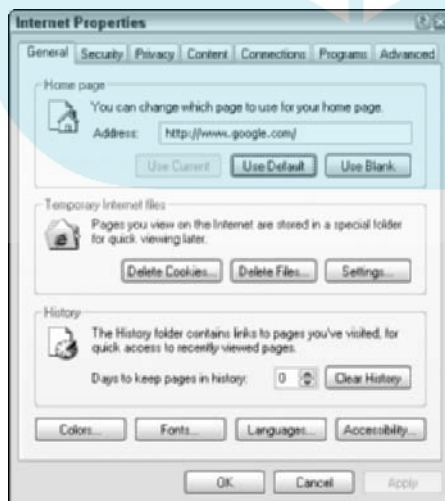 Internet Properties
General Security Privacy Content Connections Programs Advanced
Home page
You can change which page to use for your home page.
Address: http://www.google.com/
Use Current Use Default Use Blank
Temporary Internet files
Pages you view on the Internet are stored in a special folder
for quick viewing later.
Delete Cookies... Delete Files... Settings...
History
The History folder contains links to pages you've visited, for
quick access to recently viewed pages.
Days to keep pages in history: 0 Clear History
Colors... Fonts... Languages... Accessibility...
OK Cancel Apply